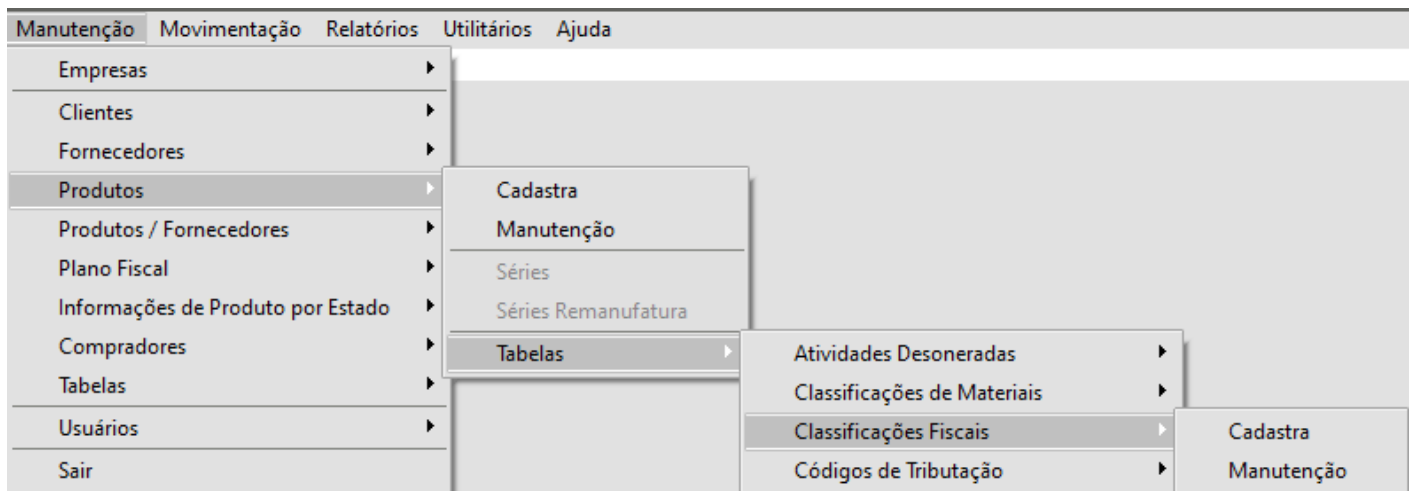 Manutenção Movimentação Relatórios Utilitários Ajuda
Empresas
Clientes
Fornecedores
Produtos
Produtos / Fornecedores
Plano Fiscal
Informações de Produto por Estado
Compradores
Tabelas
Usuários
Sair
Cadastra
Manutenção
Séries
Séries Remanufatura
Tabelas
Atividades Desoneradas
Classificações de Materiais
Classificações Fiscais
Códigos de Tributação
Cadastra
Manutenção